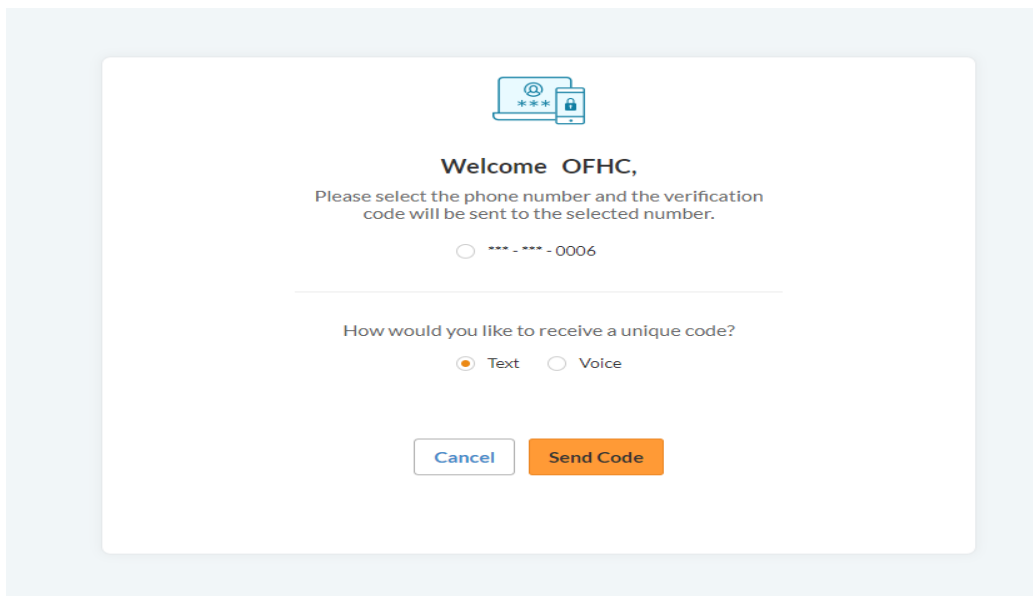 ***
Welcome OFHC,
Please select the phone number and the verification
code will be sent to the selected number.
*** - *** - 0006
How would you like to receive a unique code?
Text Voice
Cancel Send Code